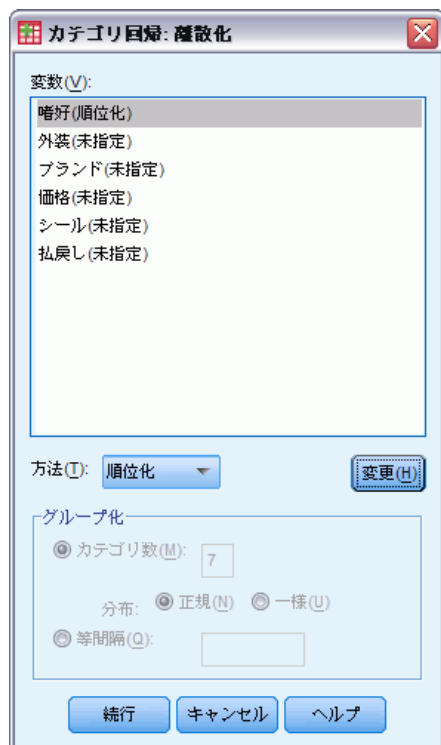 カテゴリ回帰: 離散化
変数(V):
嗜好(順位化)
外装(未指定)
ブランド(未指定)
価格(未指定)
シール(未指定)
払戻し(未指定)
方法(T): 順位化 変更(H)
グループ化
カテゴリ数(M): 7
分布: 正規(N) 一様(U)
等間隔(Q):
続行 キャンセル ヘルプ